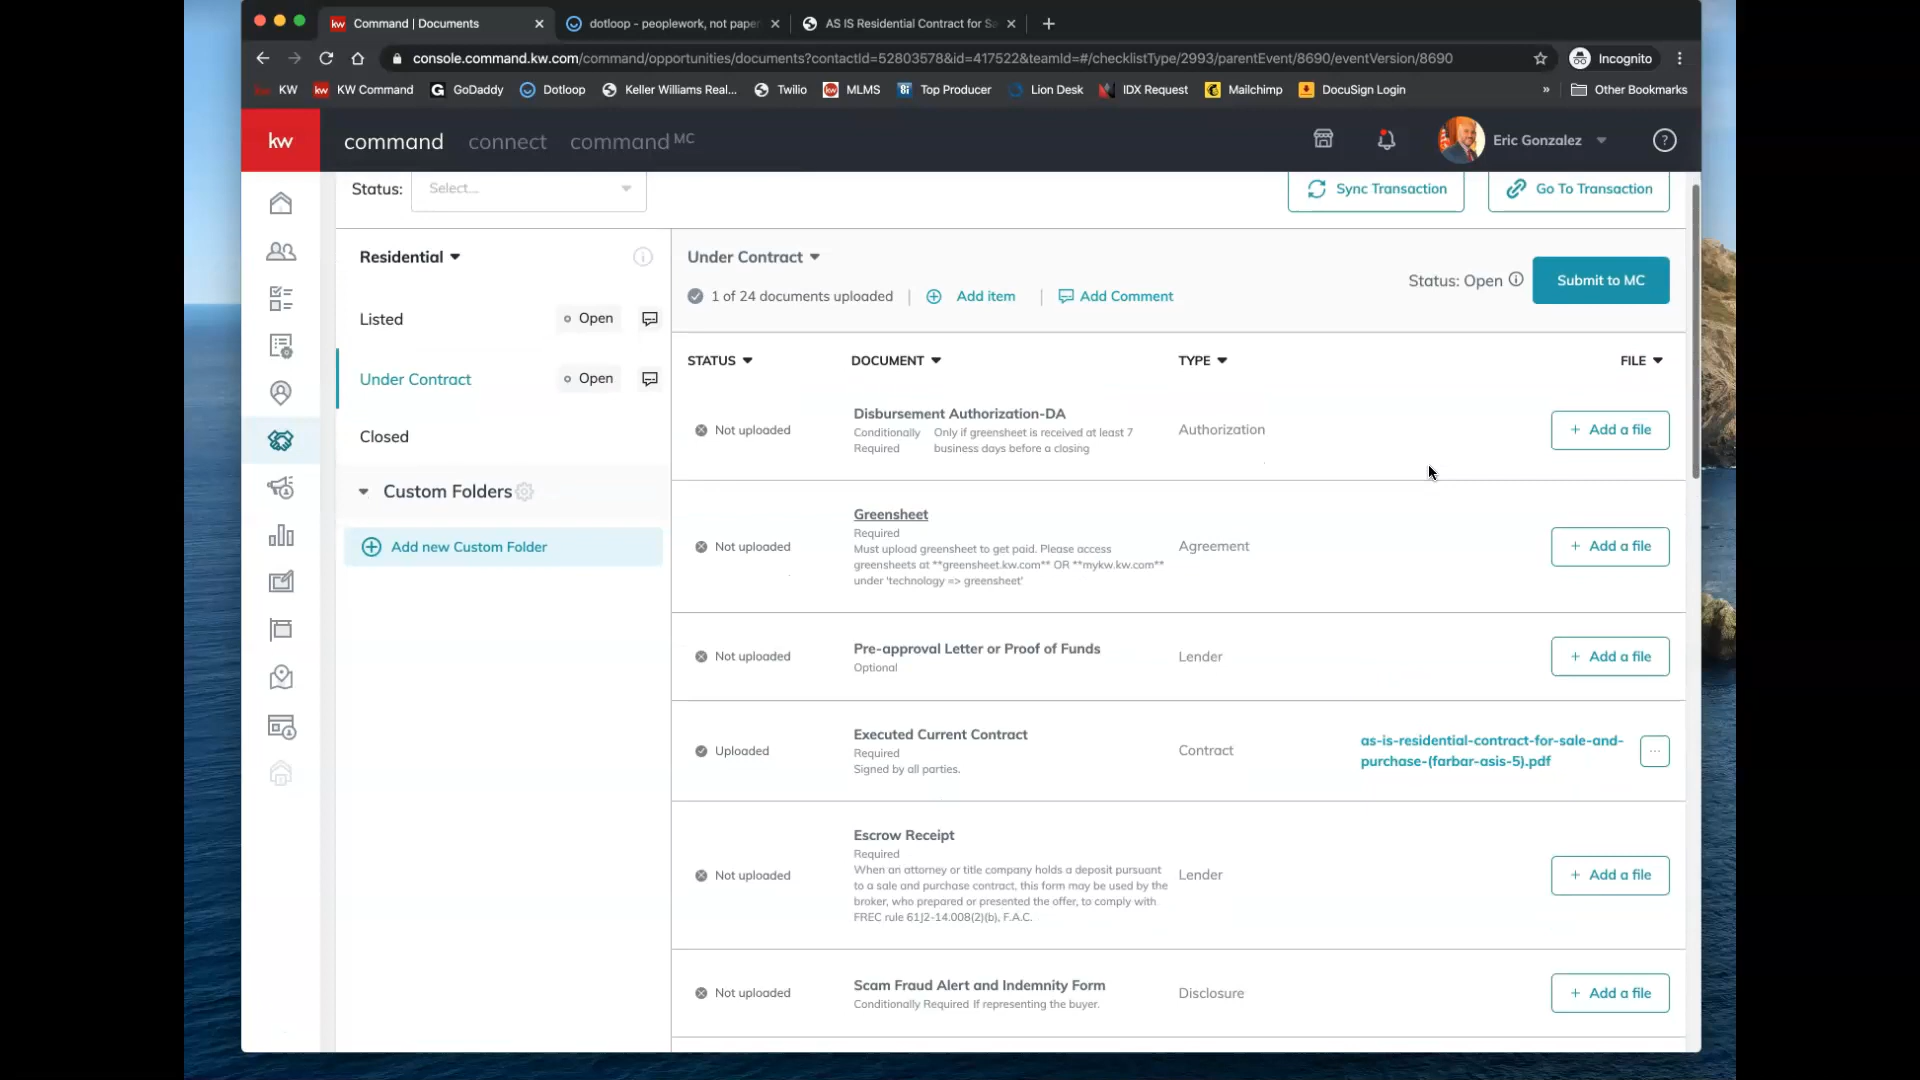 kw Command | Documents
dotloop - peoplework, not paper
AS IS Residential Contract for Sa
console.command.kw.com/command/opportunities/documents?contactId=52803578&id=417522&teamId=#/checklistType/2993/parentEvent/8690/eventVersion/8690
Incognito
kw KW
kw KW Command
GoDaddy
Dotloop
Keller Williams Real...
Twilio
kw MLMS
Top Producer
Lion Desk
IDX Request
Mailchimp
DocuSign Login
»
Other Bookmarks
kw
command
connect
command MC
Eric Gonzalez
?
Status:
Select...
Sync Transaction
Go To Transaction
Residential
Listed
Open
Under Contract
Open
Closed
Custom Folders
Add new Custom Folder
Under Contract
1 of 24 documents uploaded
Add item
Add Comment
Status: Open
Submit to MC
STATUS
DOCUMENT
TYPE
FILE
Not uploaded
Disbursement Authorization-DA
Conditionally Required
Only if greensheet is received at least 7
business days before a closing
Authorization
+ Add a file
Not uploaded
Greensheet
Required
Must upload greensheet to get paid. Please access
greensheets at **greensheet.kw.com** OR **mykw.kw.com**
under 'technology => greensheet'
Agreement
+ Add a file
Not uploaded
Pre-approval Letter or Proof of Funds
Optional
Lender
+ Add a file
Uploaded
Executed Current Contract
Required
Signed by all parties.
Contract
as-is-residential-contract-for-sale-and-
purchase-(farbar-asis-5).pdf
...
Not uploaded
Escrow Receipt
Required
When an attorney or title company holds a deposit pursuant
to a sale and purchase contract, this form may be used by the
broker, who prepared or presented the offer, to comply with
FREC rule 61J2-14.008(2)(b), F.A.C.
Lender
+ Add a file
Not uploaded
Scam Fraud Alert and Indemnity Form
Conditionally Required If representing the buyer.
Disclosure
+ Add a file